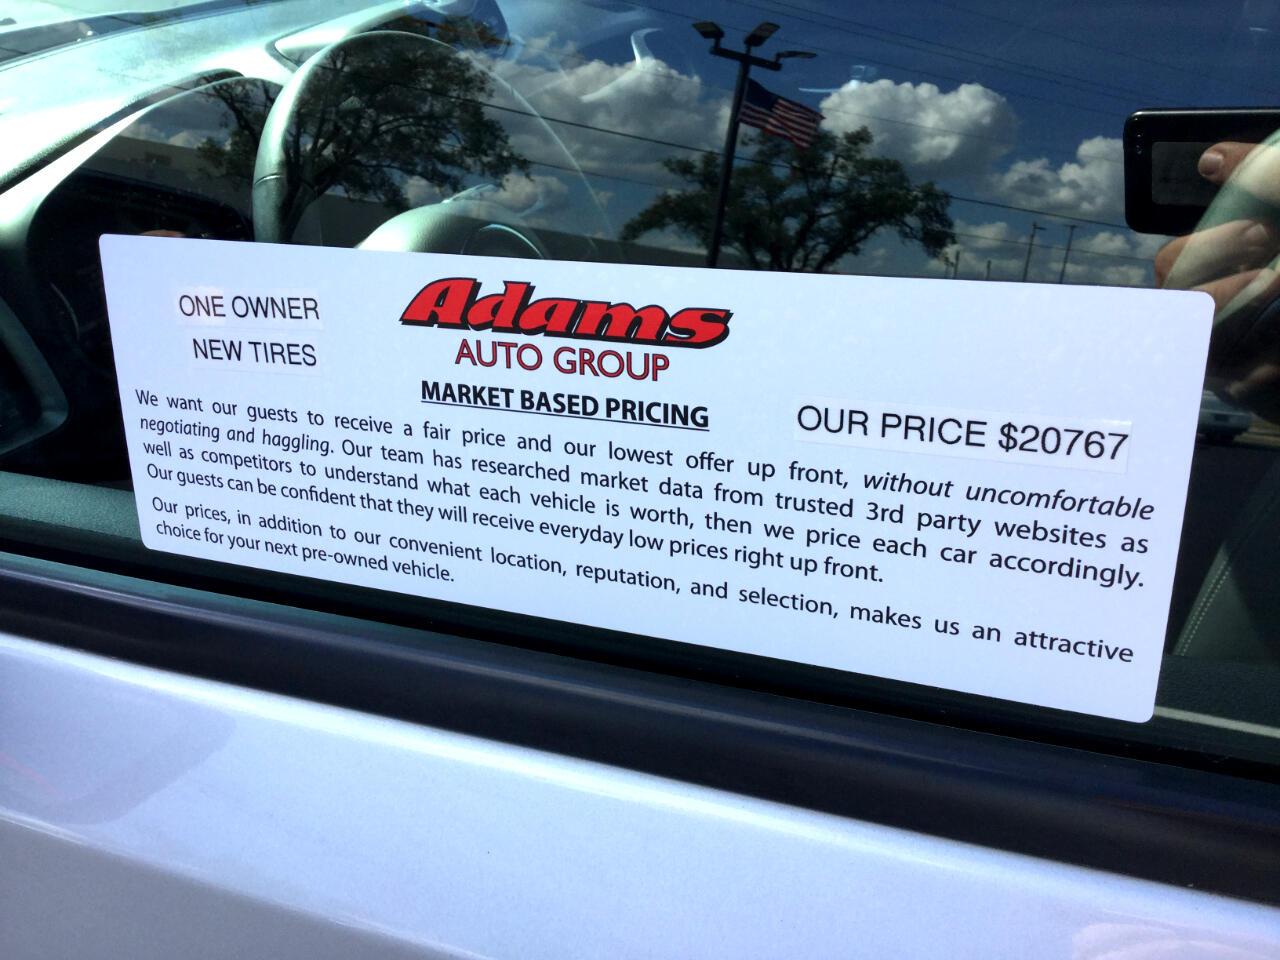 ONE OWNER
NEW TIRES
Adams
AUTO GROUP
MARKET BASED PRICING
OUR PRICE $20767
We want our guests to receive a fair price and our lowest offer up front, without uncomfortable
negotiating and haggling. Our team has researched market data from trusted 3rd party websites as
well as competitors to understand what each vehicle is worth, then we price each car accordingly.
Our guests can be confident that they will receive everyday low prices right up front.
Our prices, in addition to our convenient location, reputation, and selection, makes us an attractive
choice for your next pre-owned vehicle.